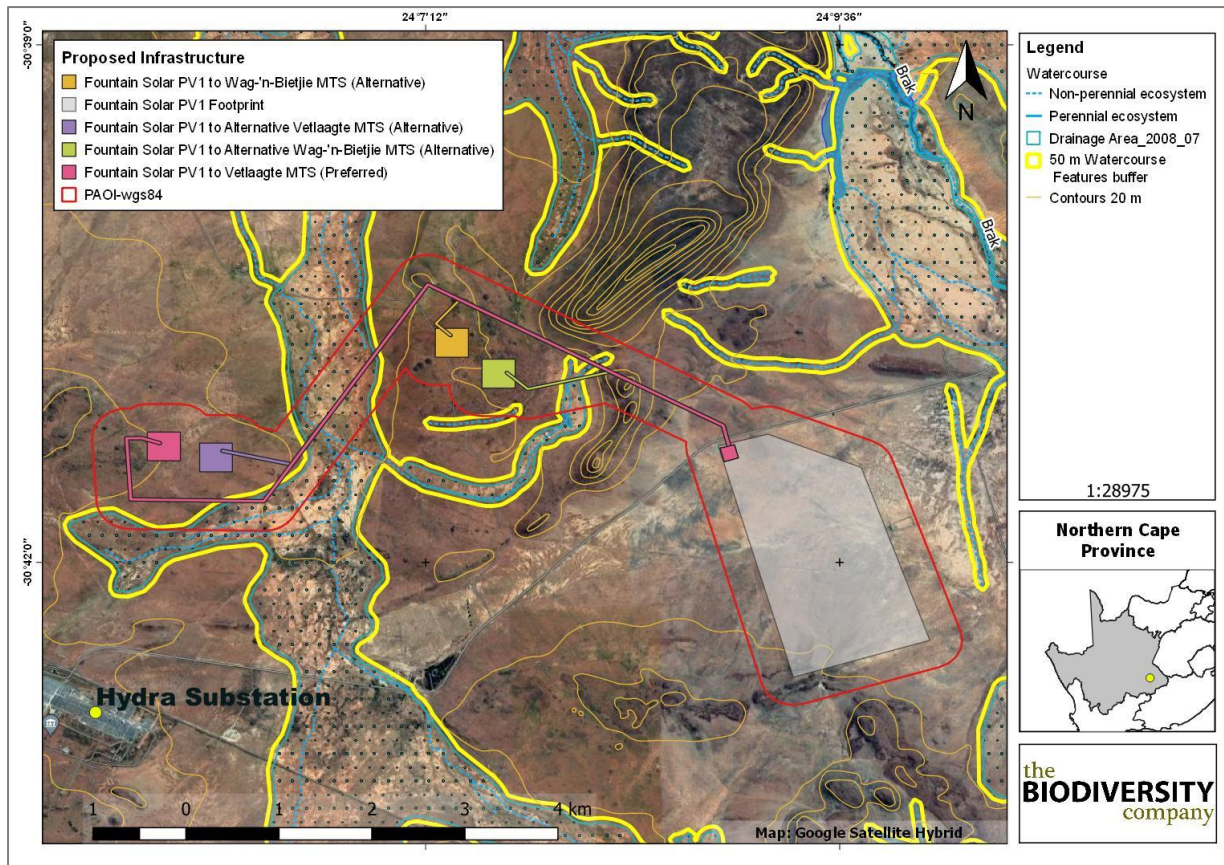 24°7'12"
24°9'36"
-30°39'0"
-30°42'0"
Proposed Infrastructure
Fountain Solar PV1 to Wag-'n-Bietjie MTS (Alternative)
Fountain Solar PV1 Footprint
Fountain Solar PV1 to Alternative Vetlaagte MTS (Alternative)
Fountain Solar PV1 to Alternative Wag-'n-Bietjie MTS (Alternative)
Fountain Solar PV1 to Vetlaagte MTS (Preferred)
PAOI-wgs84
Brak
Brak
N
Hydra Substation
1 0 1 2 3 4 km
Map: Google Satellite Hybrid
Legend
Watercourse
Non-perennial ecosystem
Perennial ecosystem
Drainage Area_2008_07
50 m Watercourse
Features buffer
Contours 20 m
1:28975
Northern Cape
Province
the
BIODIVERSITY
company